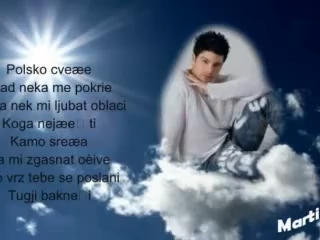 Polsko cveæe
ad neka me pokrie
a nek mi ljubat oblaci
Koga nejæe ti
Kamo sreæa
a mi zgasnat oèive
vrz tebe se poslani
Tugji bakne i
Marti